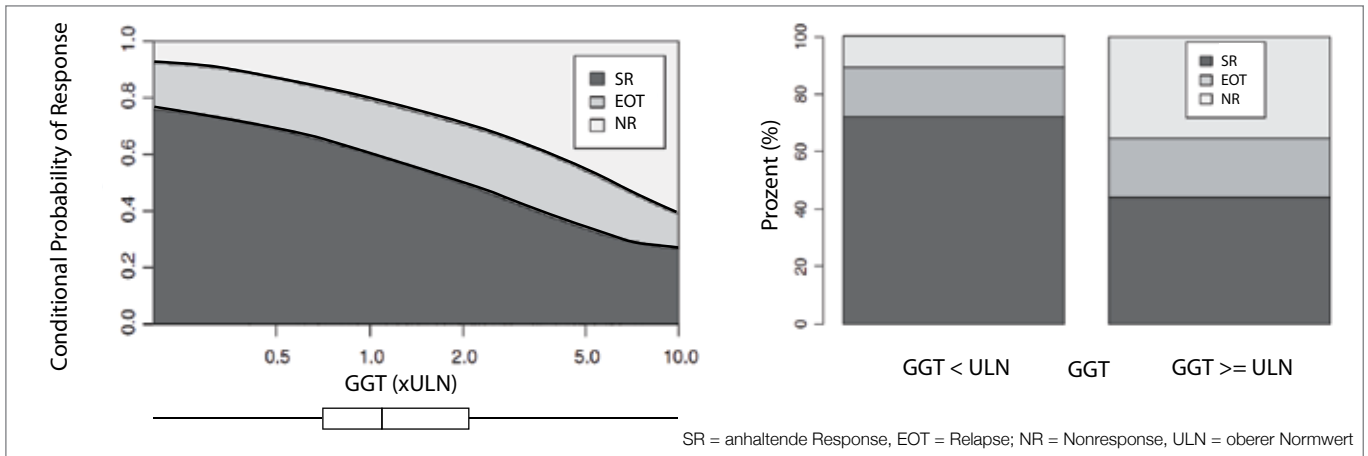 Conditional Probability of Response
1.0
0.8
0.6
0.4
0.2
0.0
SR
EOT
NR
0.5 1.0 2.0 5.0 10.0
GGT (xULN)
Prozent (%)
100
80
60
40
20
0
SR
EOT
NR
GGT < ULN GGT GGT >= ULN
SR = anhaltende Response, EOT = Relapse; NR = Nonresponse, ULN = oberer Normwert